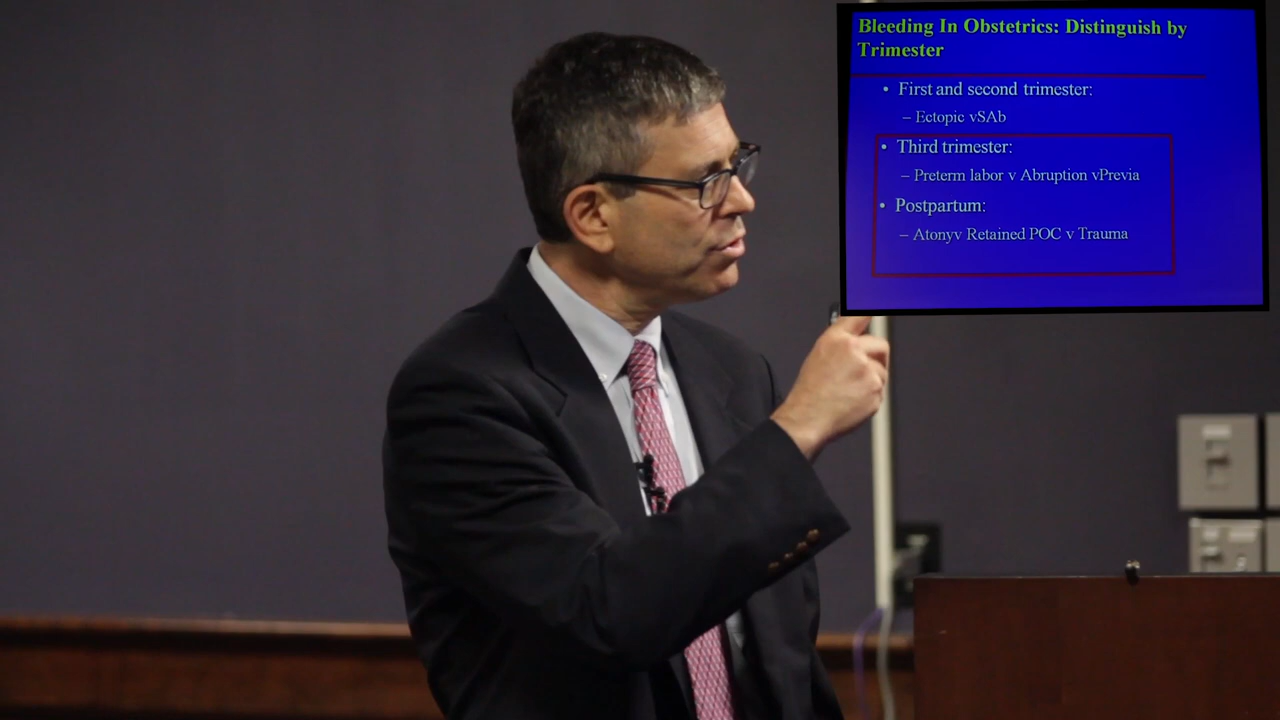 Bleeding In Obstetrics: Distinguish by
Trimester
• First and second trimester:
– Ectopic vSAb
• Third trimester:
– Preterm labor v Abruption vPrevia
• Postpartum:
– Atonyv Retained POC v Trauma